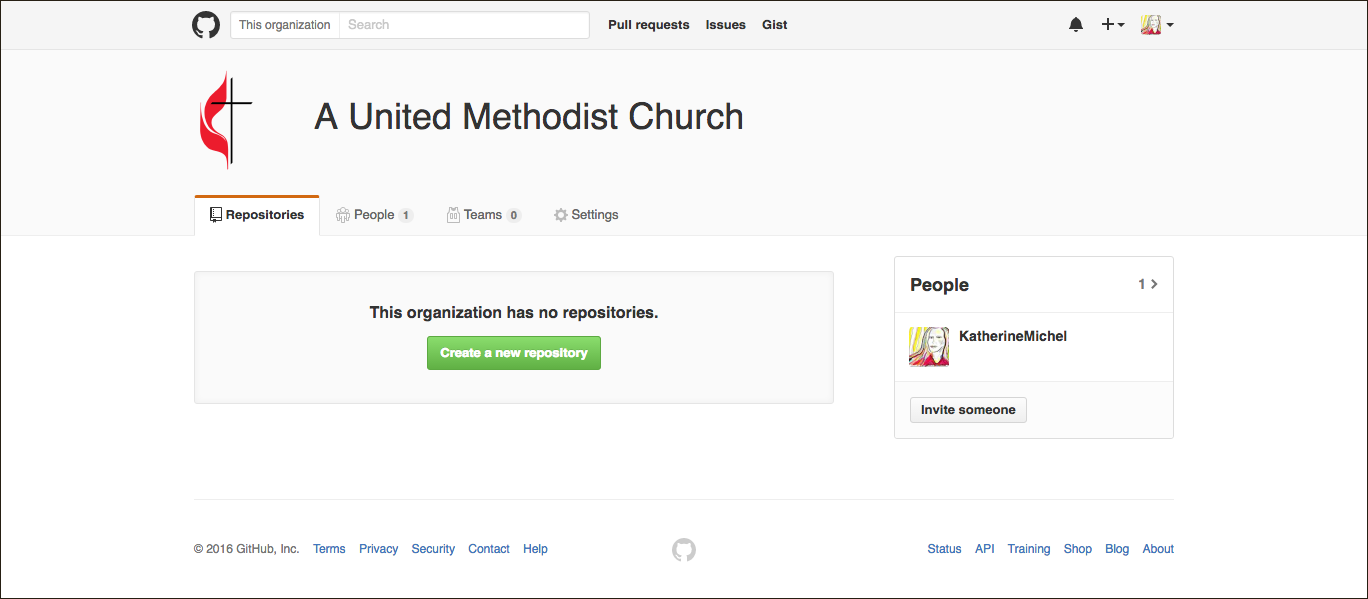 This organization Search Pull requests Issues Gist
A United Methodist Church
Repositories People 1 Teams 0 Settings
This organization has no repositories.
Create a new repository
People 1
KatherineMichel
Invite someone
© 2016 GitHub, Inc. Terms Privacy Security Contact Help Status API Training Shop Blog About